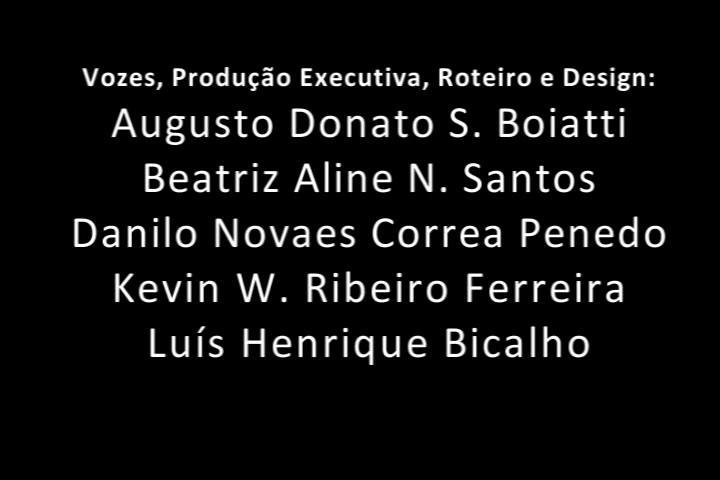 Vozes, Produção Executiva, Roteiro e Design:
Augusto Donato S. Boiatti
Beatriz Aline N. Santos
Danilo Novaes Correa Penedo
Kevin W. Ribeiro Ferreira
Luís Henrique Bicalho